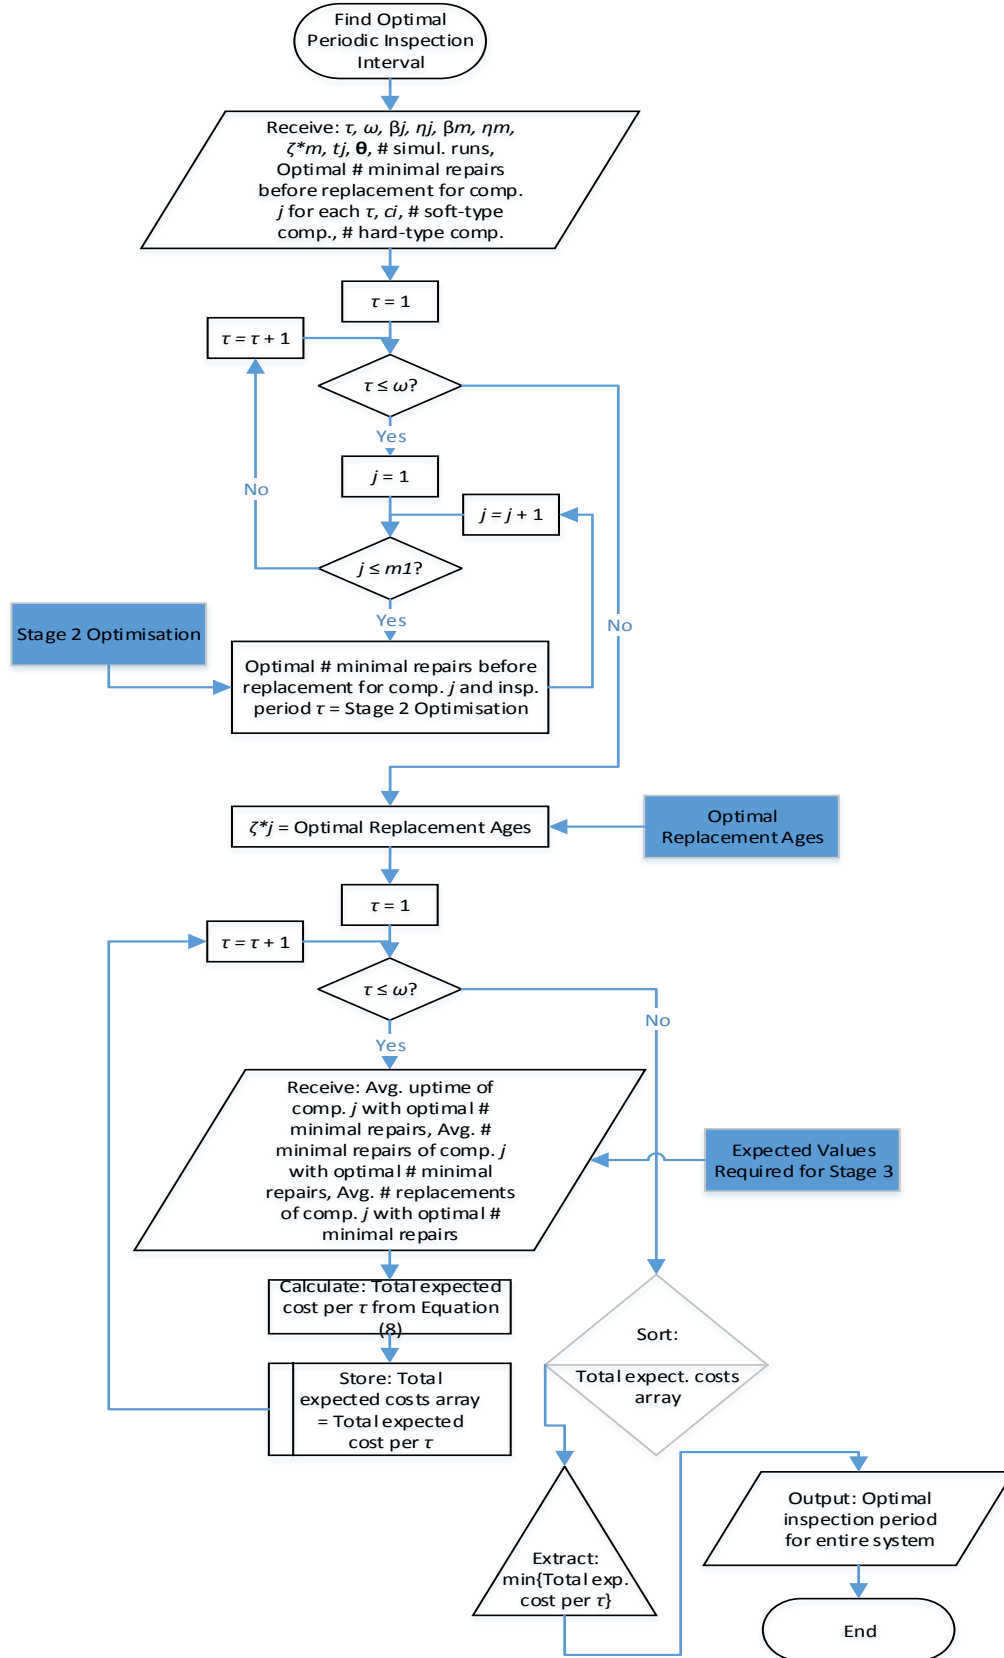 Find Optimal
Periodic Inspection
Interval
Receive: τ, ω, βj, ηj, βm, ηm,
ζ*m, tj, θ, # simul. runs,
Optimal # minimal repairs
before replacement for comp.
j for each τ, ci, # soft-type
comp., # hard-type comp.
τ = 1
τ = τ + 1
τ ≤ ω?
Yes
j = 1
No
j = j + 1
j ≤ m1?
Yes
No
Stage 2 Optimisation
Optimal # minimal repairs before
replacement for comp. j and insp.
period τ = Stage 2 Optimisation
ζ*j = Optimal Replacement Ages
Optimal
Replacement Ages
τ = 1
τ = τ + 1
τ ≤ ω?
No
Yes
Receive: Avg. uptime of
comp. j with optimal #
minimal repairs, Avg. #
minimal repairs of comp. j
with optimal # minimal
repairs, Avg. # replacements
of comp. j with optimal #
minimal repairs
Expected Values
Required for Stage 3
Calculate: Total expected
cost per τ from Equation
(8)
Store: Total
expected costs array
= Total expected
cost per τ
Sort:
Total expect. costs
array
Extract:
min{Total exp.
cost per τ}
Output: Optimal
inspection period
for entire system
End